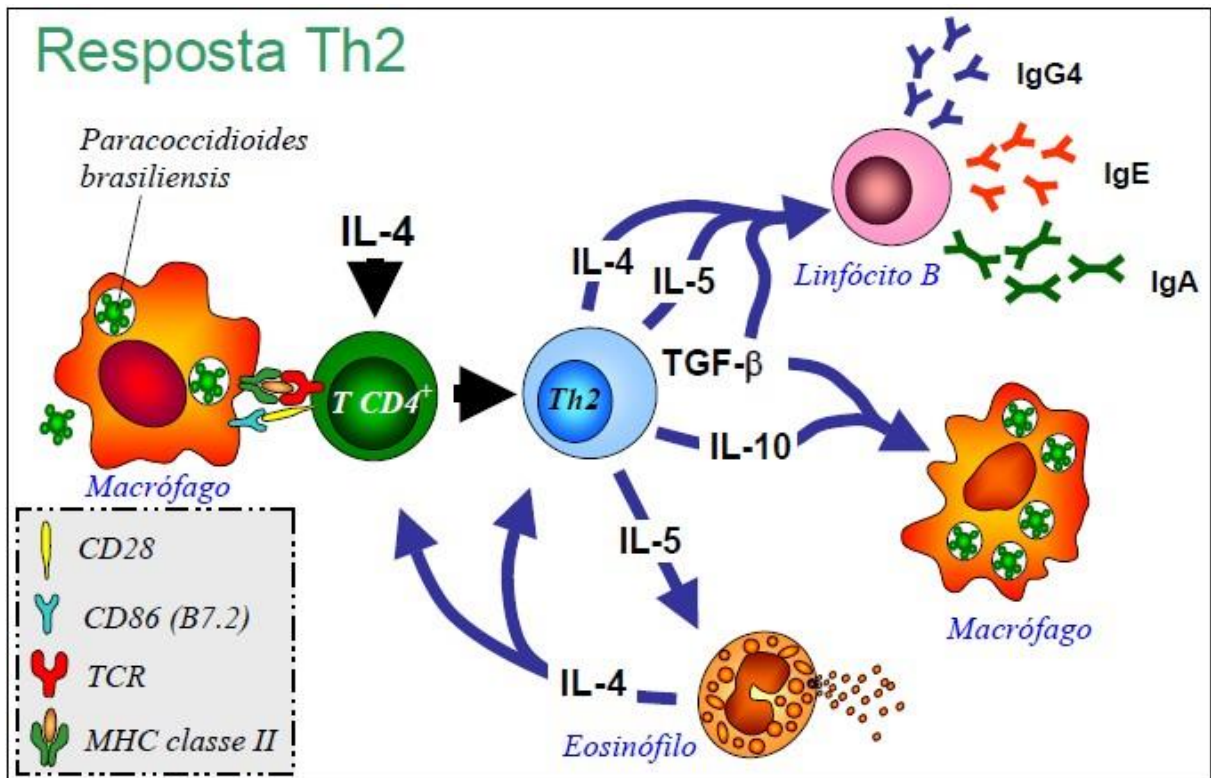 Resposta Th2
Paracoccidioides
brasiliensis
IL-4
T CD4+
Macrófago
Th2
IL-4
IL-5
TGF-β
IL-10
IL-5
IL-4
Linfócito B
IgG4
IgE
IgA
Macrófago
Eosinófilo
CD28
CD86 (B7.2)
TCR
MHC classe II